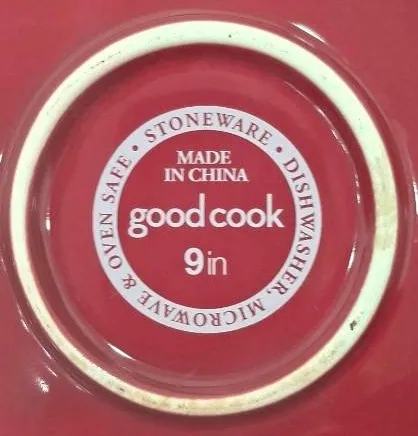 • STONEWARE • DISHWASHER, MICROWAVE & OVEN SAFE
MADE
IN CHINA
good cook
9in